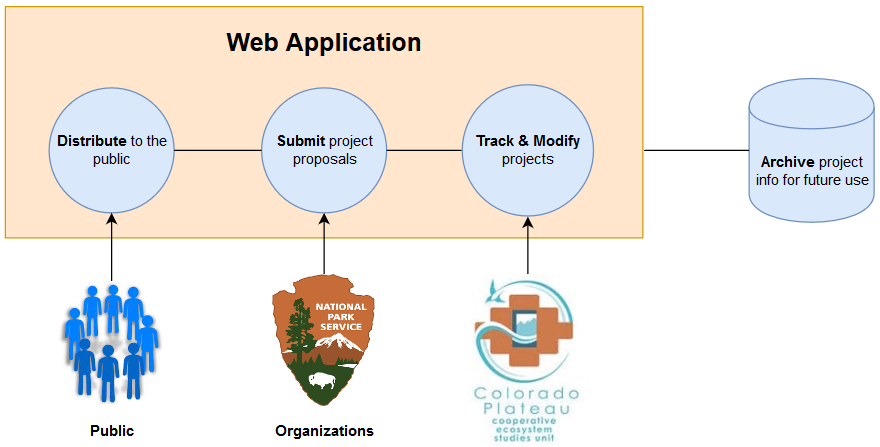 Web Application
Distribute to the
public
Submit project
proposals
Track & Modify
projects
Archive project
info for future use
NATIONAL
PARK
SERVICE
Colorado
Plateau
cooperative
ecosystem
studies unit
Public
Organizations